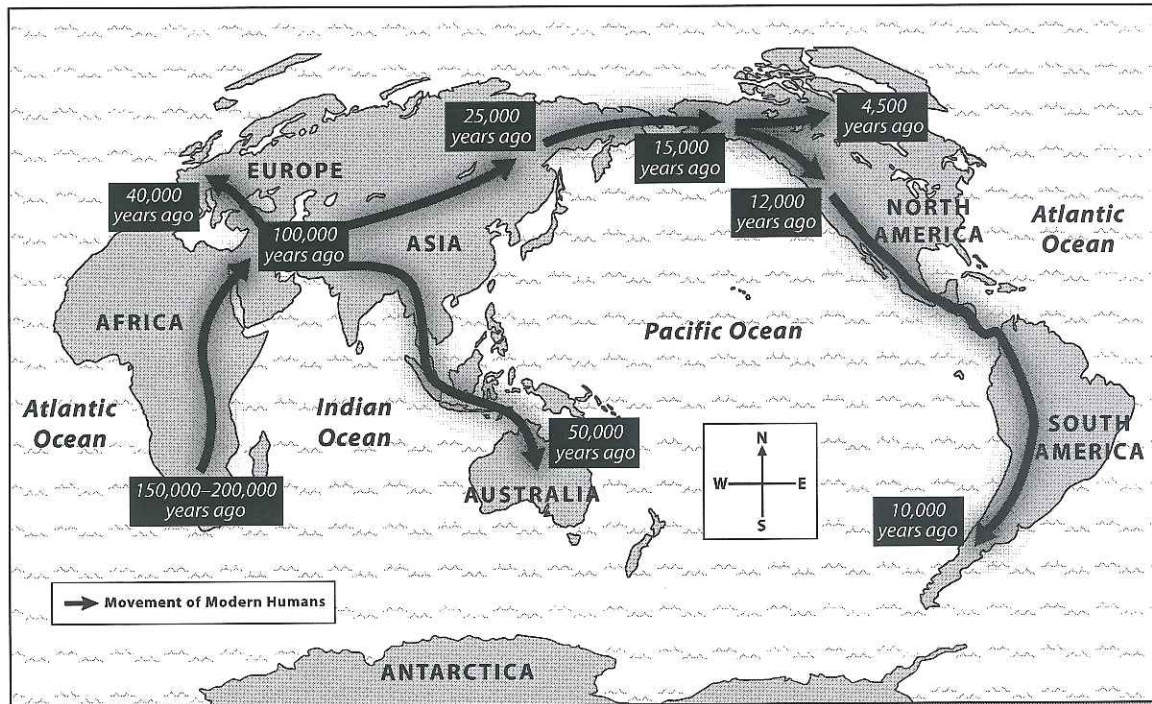 25,000
years ago
4,500
years ago
EUROPE
15,000
years ago
40,000
years ago
12,000
years ago
NORTH
AMERICA
Atlantic
Ocean
100,000
years ago
ASIA
AFRICA
Pacific Ocean
Atlantic
Ocean
Indian
Ocean
50,000
years ago
SOUTH
AMERICA
N
W
E
S
150,000–200,000
years ago
AUSTRALIA
10,000
years ago
Movement of Modern Humans
ANTARCTICA